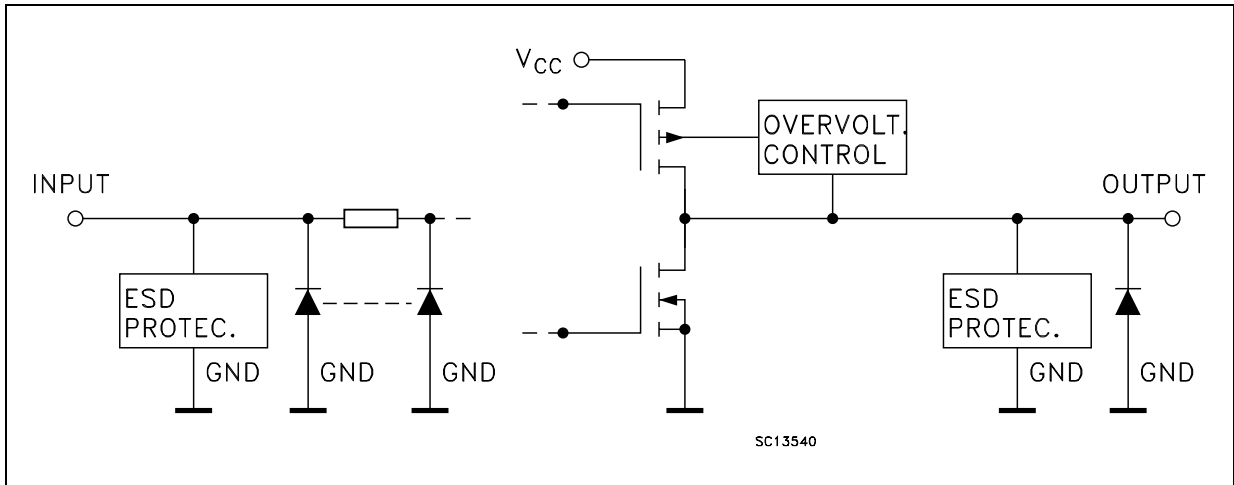 VCC
OVERVOLT.
CONTROL
INPUT
OUTPUT
ESD
PROTEC.
GND
GND
GND
ESD
PROTEC.
GND
GND
SC13540